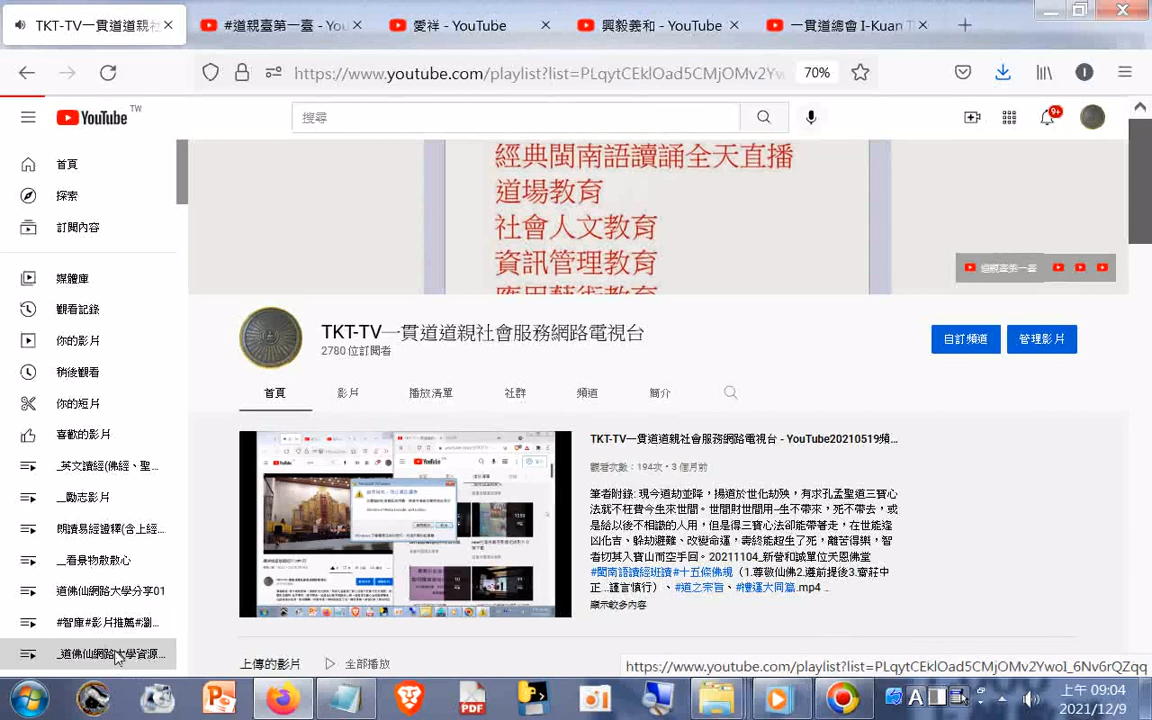 TKT-TV一貫道道親社
#道親臺第一臺 - You
愛祥 - YouTube
興毅義和 - YouTube
一貫道總會 I-Kuan T
https://www.youtube.com/playlist?list=PLqytCEklOad5CMjOMv2Yw
70%
YouTube TW
搜尋
9+
首頁
探索
訂閱內容
媒體庫
觀看記錄
你的影片
稍後觀看
你的短片
喜歡的影片
_英文讀經(佛經、聖...
_勵志影片
朗讀易經證釋(含上經...
__看景物散散心
道佛仙網路大學分享01
#智庫#影片推薦#瀏...
_道佛仙網路大學資源...
經典閩南語讀誦全天直播
道場教育
社會人文教育
資訊管理教育
應用藝術教育
道親臺第一臺
TKT-TV一貫道道親社會服務網路電視台
2780 位訂閱者
自訂頻道
管理影片
首頁
影片
播放清單
社群
頻道
簡介
TKT-TV一貫道道親社會服務網路電視台 - YouTube20210519頻...
觀看次數：194次 • 3 個月前
筆者附錄: 現今道劫並降，揚道於世化劫殃，有求孔孟聖道三寶心
法就不枉費今生來世間。世間財世間用–生不帶來，死不帶去，或
是給以後不相識的人用，但是得三寶心法卻能帶著走，在世能逢
凶化吉、躲劫避難、改變命運，壽終能超生了死，離苦得樂，智
者切莫入寶山而空手回。20211104_新營和誠單位天恩佛堂
#閩南語讀經班讀#十五條佛規（1.尊敬仙佛2.遵前提後3.齋莊中
正...謹言慎行）、#道之宗旨、#禮運大同篇.mp4 ..
顯示較多內容
上傳的影片
全部播放
https://www.youtube.com/playlist?list=PLqytCEklOad5CMjOMv2YwoI_6Nv6rQZqq
PDF
A
上午 09:04
2021/12/9